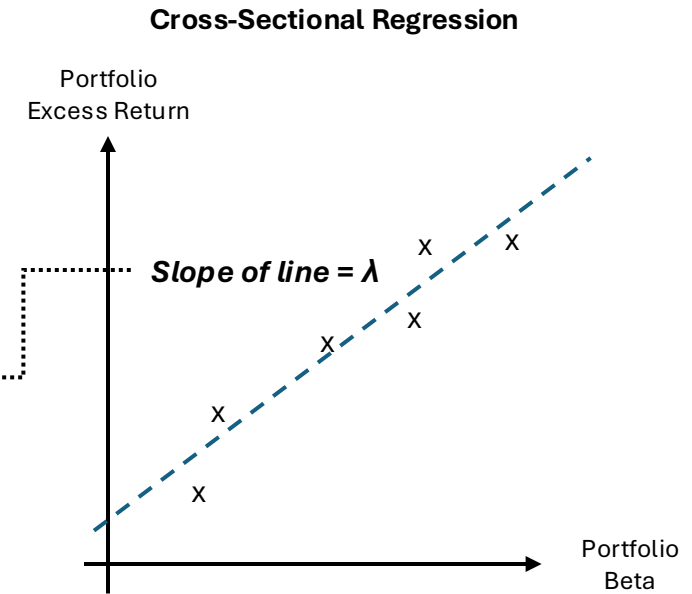 Cross-Sectional Regression
Portfolio
Excess Return
Slope of line = λ
x
x
x
x
x
x
Portfolio
Beta